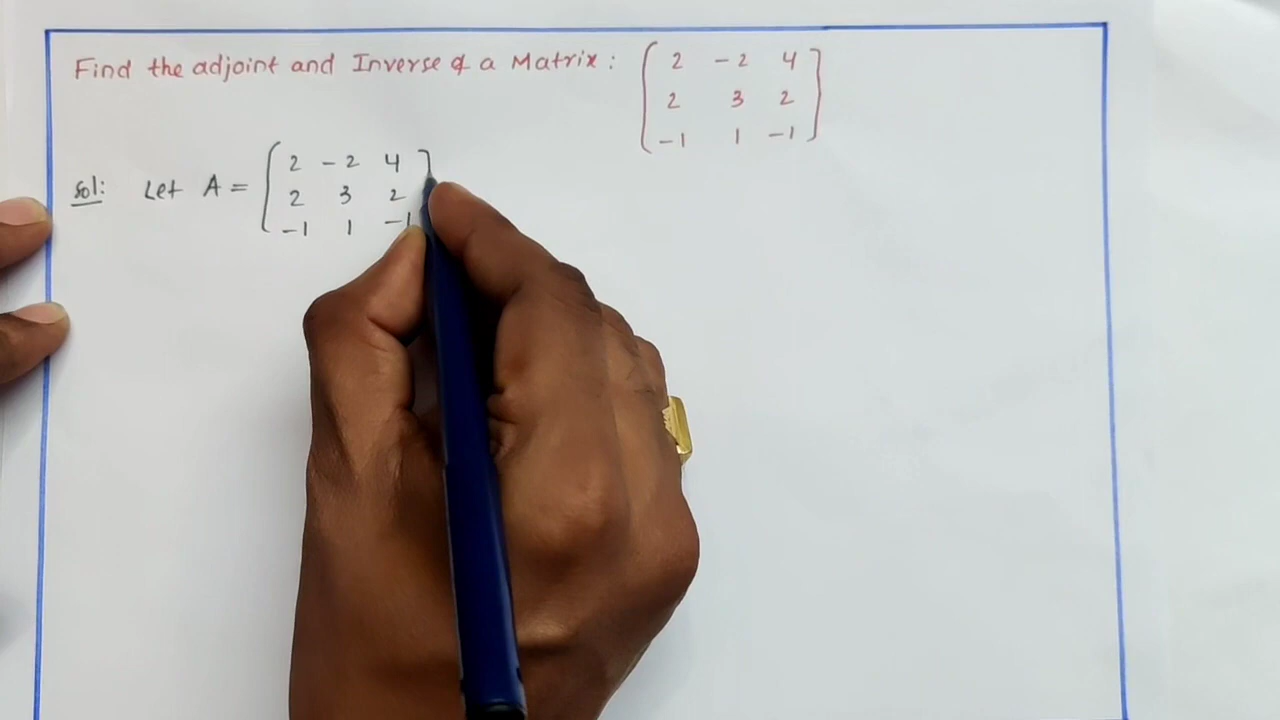 Find the adjoint and Inverse of a Matrix : [ 2 -2 4
2 3 2
-1 1 -1 ]
Sol: Let A = [ 2 -2 4
2 3 2
-1 1 -1 ]